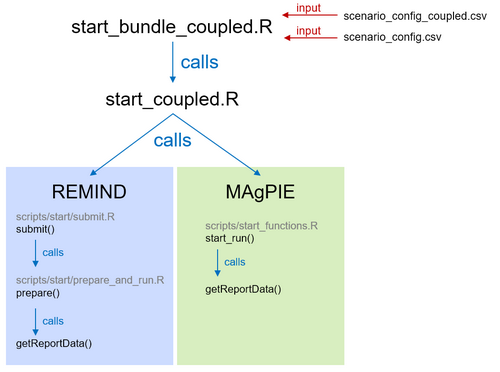 start_bundle_coupled.R
input
scenario_config_coupled.csv
input
scenario_config.csv
calls
start_coupled.R
calls
REMIND
scripts/start/submit.R
submit()
calls
scripts/start/prepare_and_run.R
prepare()
calls
getReportData()
MAgPIE
scripts/start_functions.R
start_run()
calls
getReportData()